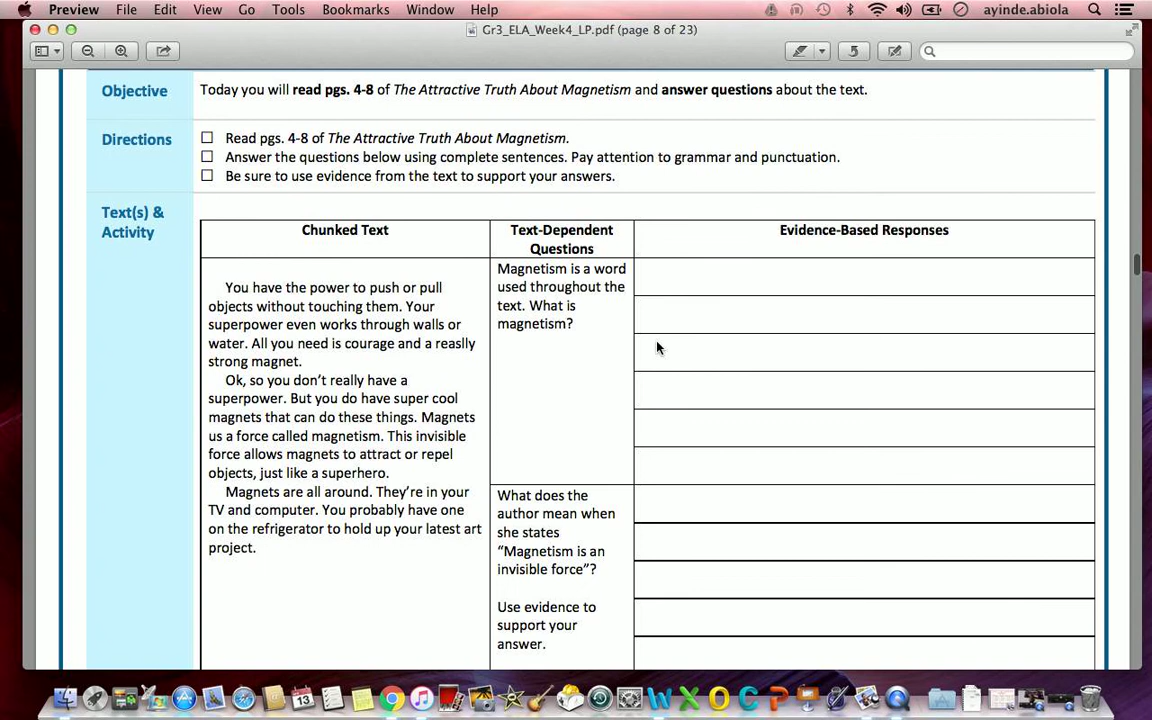 Preview File Edit View Go Tools Bookmarks Window Help ayinde.abiola
Gr3_ELA_Week4_LP.pdf (page 8 of 23)
Objective
Today you will read pgs. 4-8 of The Attractive Truth About Magnetism and answer questions about the text.
Directions
Read pgs. 4-8 of The Attractive Truth About Magnetism.
Answer the questions below using complete sentences. Pay attention to grammar and punctuation.
Be sure to use evidence from the text to support your answers.
Text(s) &
Activity
Chunked Text
You have the power to push or pull
objects without touching them. Your
superpower even works through walls or
water. All you need is courage and a reaslly
strong magnet.
Ok, so you don't really have a
superpower. But you do have super cool
magnets that can do these things. Magnets
us a force called magnetism. This invisible
force allows magnets to attract or repel
objects, just like a superhero.
Magnets are all around. They're in your
TV and computer. You probably have one
on the refrigerator to hold up your latest art
project.
Text-Dependent
Questions
Magnetism is a word
used throughout the
text. What is
magnetism?
What does the
author mean when
she states
"Magnetism is an
invisible force"?
Use evidence to
support your
answer.
Evidence-Based Responses
13